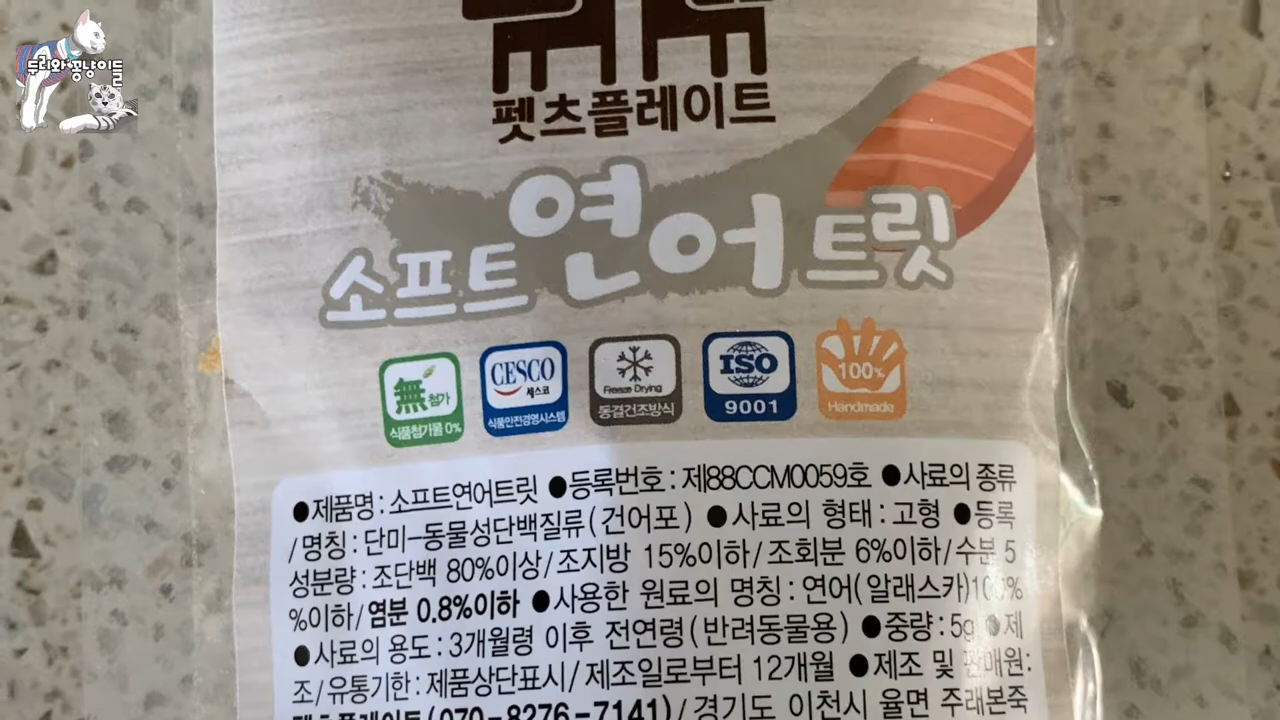 두리와 꽁냥이들
펫츠플레이트
소프트 연어 트릿
無 첨가
식품첨가물 0%
CESCO
세스코
식품안전경영시스템
Freeze Drying
동결건조방식
ISO
9001
100%
Handmade
●제품명 : 소프트연어트릿 ●등록번호 : 제88CCM0059호 ●사료의 종류
/ 명칭 : 단미-동물성단백질류(건어포) ●사료의 형태 : 고형 ●등록
성분량 : 조단백 80%이상/ 조지방 15%이하/ 조회분 6%이하/ 수분 5
%이하/ 염분 0.8%이하 ●사용한 원료의 명칭 : 연어(알래스카)100%
●사료의 용도 : 3개월령 이후 전연령(반려동물용) ●중량 : 5g ●제
조/ 유통기한 : 제품상단표시/ 제조일로부터 12개월 ●제조 및 판매원:
펫츠플레이트(070-8276-7141)/ 경기도 이천시 율면 주래본죽